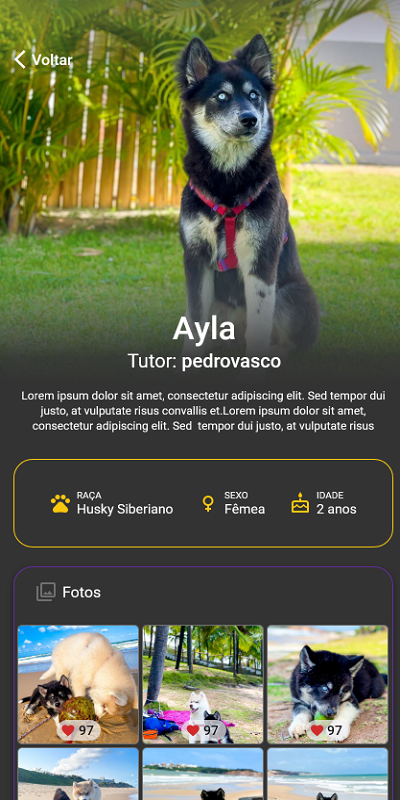 Voltar
Ayla
Tutor: pedrovasco
Lorem ipsum dolor sit amet, consectetur adipiscing elit. Sed tempor dui
justo, at vulputate risus convallis et.Lorem ipsum dolor sit amet,
consectetur adipiscing elit. Sed  tempor dui justo, at vulputate risus
RAÇA
Husky Siberiano
SEXO
Fêmea
IDADE
2 anos
Fotos
97
97
97